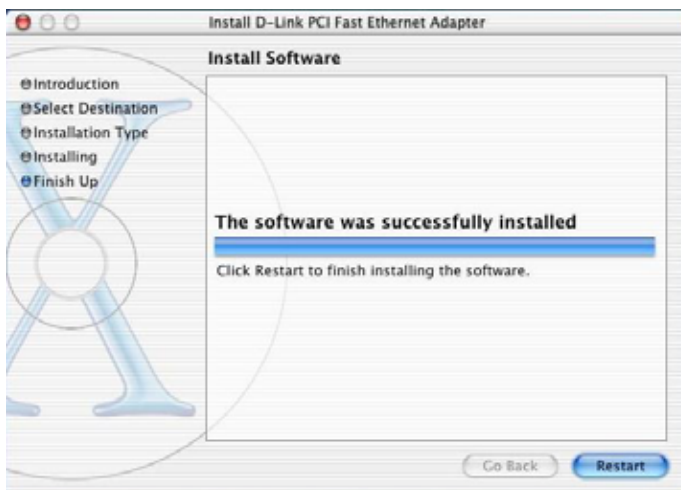 Install D-Link PCI Fast Ethernet Adapter
Install Software
Introduction
Select Destination
Installation Type
Installing
Finish Up
The software was successfully installed
Click Restart to finish installing the software.
Go Back
Restart